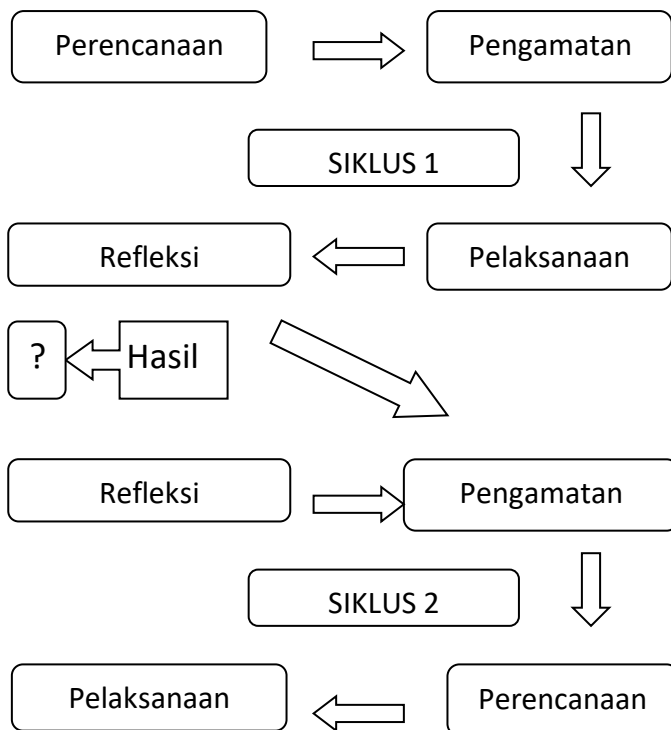 Perencanaan
Pengamatan
SIKLUS 1
Refleksi
Pelaksanaan
?
Hasil
Refleksi
Pengamatan
SIKLUS 2
Pelaksanaan
Perencanaan